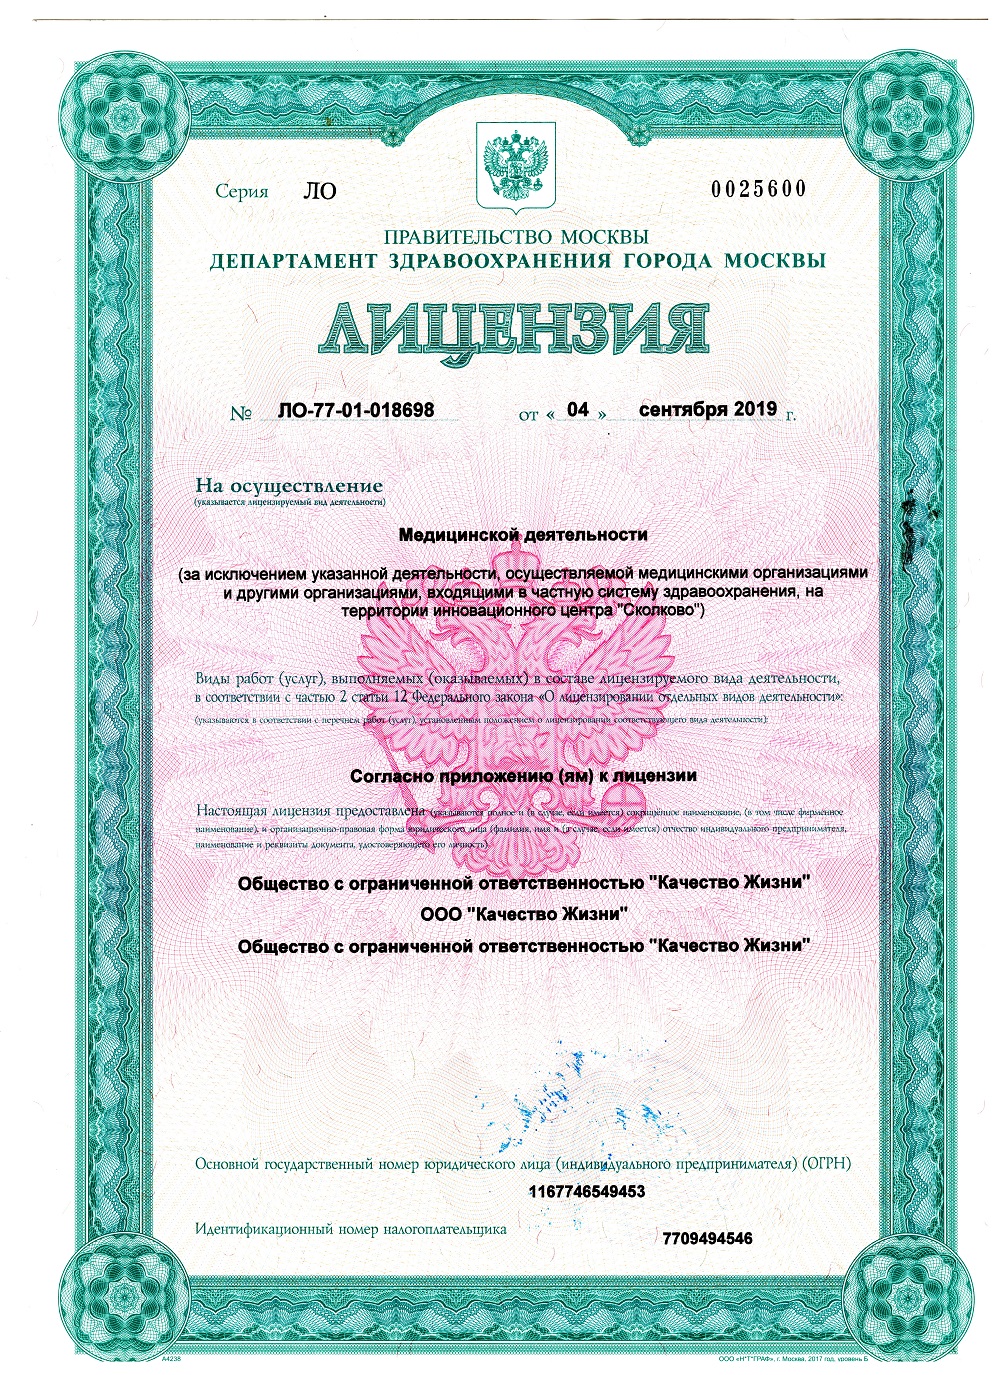 Серия ЛО 0025600
ПРАВИТЕЛЬСТВО МОСКВЫ
ДЕПАРТАМЕНТ ЗДРАВООХРАНЕНИЯ ГОРОДА МОСКВЫ
ЛИЦЕНЗИЯ
№ ЛО-77-01-018698 от « 04 » сентября 2019 г.
На осуществление
(указывается лицензируемый вид деятельности)
Медицинской деятельности
(за исключением указанной деятельности, осуществляемой медицинскими организациями
и другими организациями, входящими в частную систему здравоохранения, на
территории инновационного центра "Сколково")
Виды работ (услуг), выполняемых (оказываемых) в составе лицензируемого вида деятельности,
в соответствии с частью 2 статьи 12 Федерального закона «О лицензировании отдельных видов деятельности»:
(указываются в соответствии с перечнем работ (услуг), установленным положением о лицензировании соответствующего вида деятельности):
Согласно приложению (ям) к лицензии
Настоящая лицензия предоставлена (указываются полное и (в случае, если имеется) сокращённое наименование, (в том числе фирменное
наименование), и организационно-правовая форма юридического лица (фамилия, имя и (в случае, если имеется) отчество индивидуального предпринимателя,
наименование и реквизиты документа, удостоверяющего его личность)
Общество с ограниченной ответственностью "Качество Жизни"
ООО "Качество Жизни"
Общество с ограниченной ответственностью "Качество Жизни"
Основной государственный номер юридического лица (индивидуального предпринимателя) (ОГРН)
1167746549453
Идентификационный номер налогоплательщика
7709494546
А4238 ООО «Н*Т*ГРАФ», г. Москва, 2017 год, уровень Б